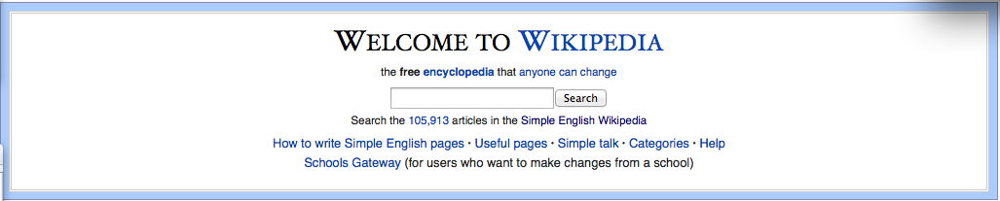 WELCOME TO WIKIPEDIA
the free encyclopedia that anyone can change
Search
Search the 105,913 articles in the Simple English Wikipedia
How to write Simple English pages · Useful pages · Simple talk · Categories · Help
Schools Gateway (for users who want to make changes from a school)